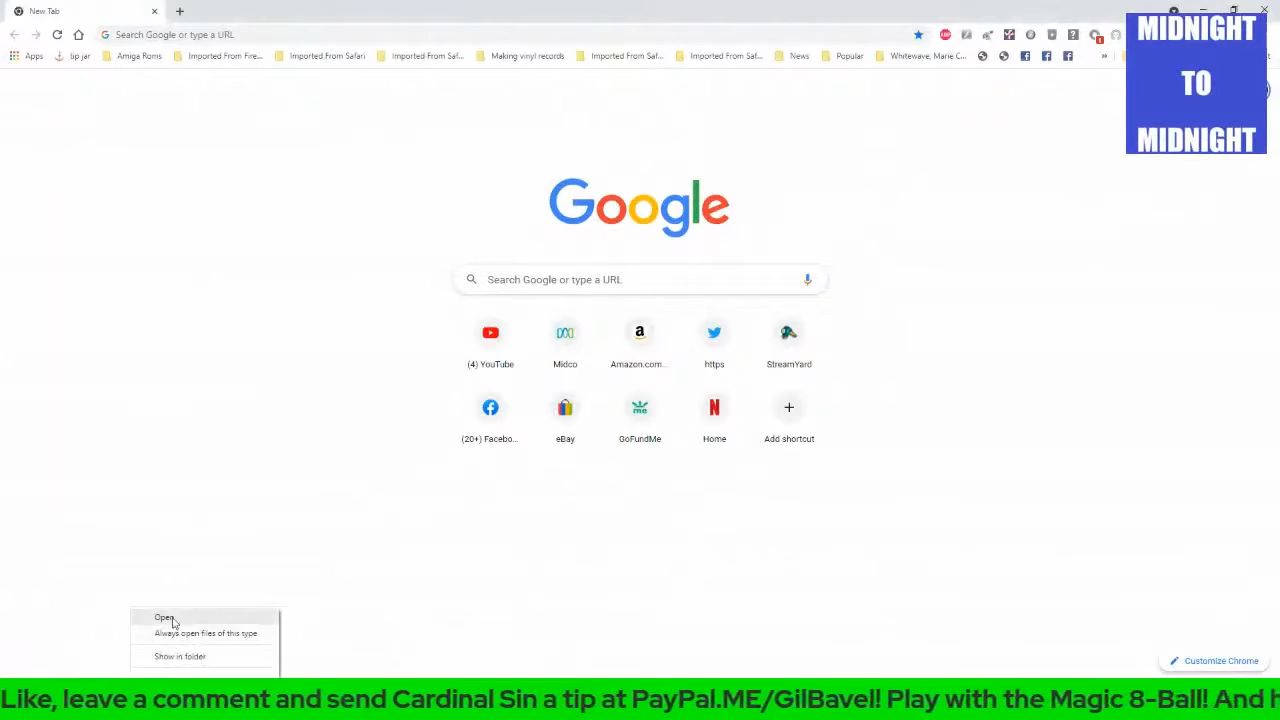 New Tab
Search Google or type a URL
Apps
tip jar
Amiga Roms
Imported From Fire...
Imported From Safari
Imported From Saf...
Making vinyl records
Imported From Saf...
Imported From Saf...
News
Popular
Whitewave, Marie C...
»
MIDNIGHT
TO
MIDNIGHT
Google
Search Google or type a URL
(4) YouTube
Midco
Amazon.com...
https
StreamYard
(20+) Facebo...
eBay
GoFundMe
Home
Add shortcut
Open
Always open files of this type
Show in folder
Customize Chrome
Like, leave a comment and send Cardinal Sin a tip at PayPal.ME/GilBavel! Play with the Magic 8-Ball! And h